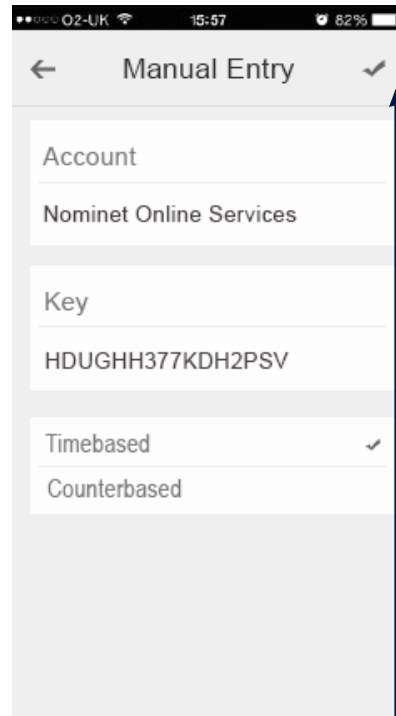 O2-UK 15:57 82%
Manual Entry
Account
Nominet Online Services
Key
HDUGHH377KDH2PSV
Timebased
Counterbased